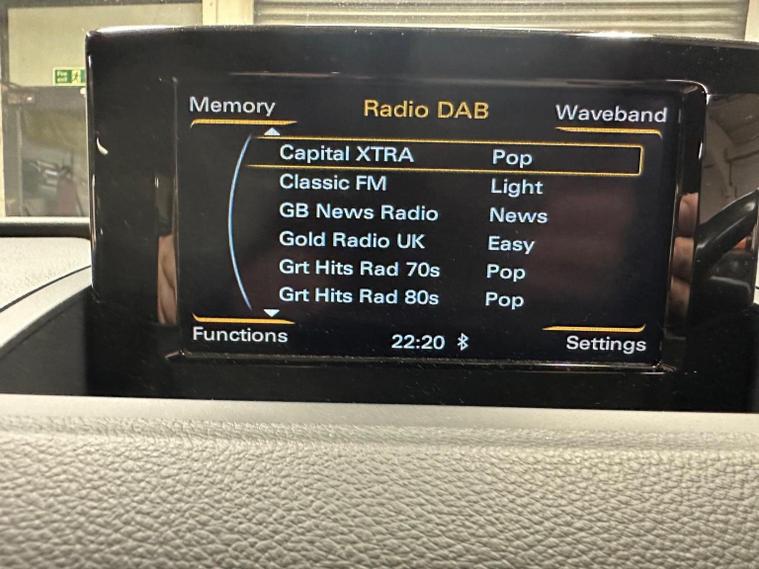 Memory
Radio DAB
Waveband
Capital XTRA Pop
Classic FM Light
GB News Radio News
Gold Radio UK Easy
Grt Hits Rad 70s Pop
Grt Hits Rad 80s Pop
Functions
22:20
Settings